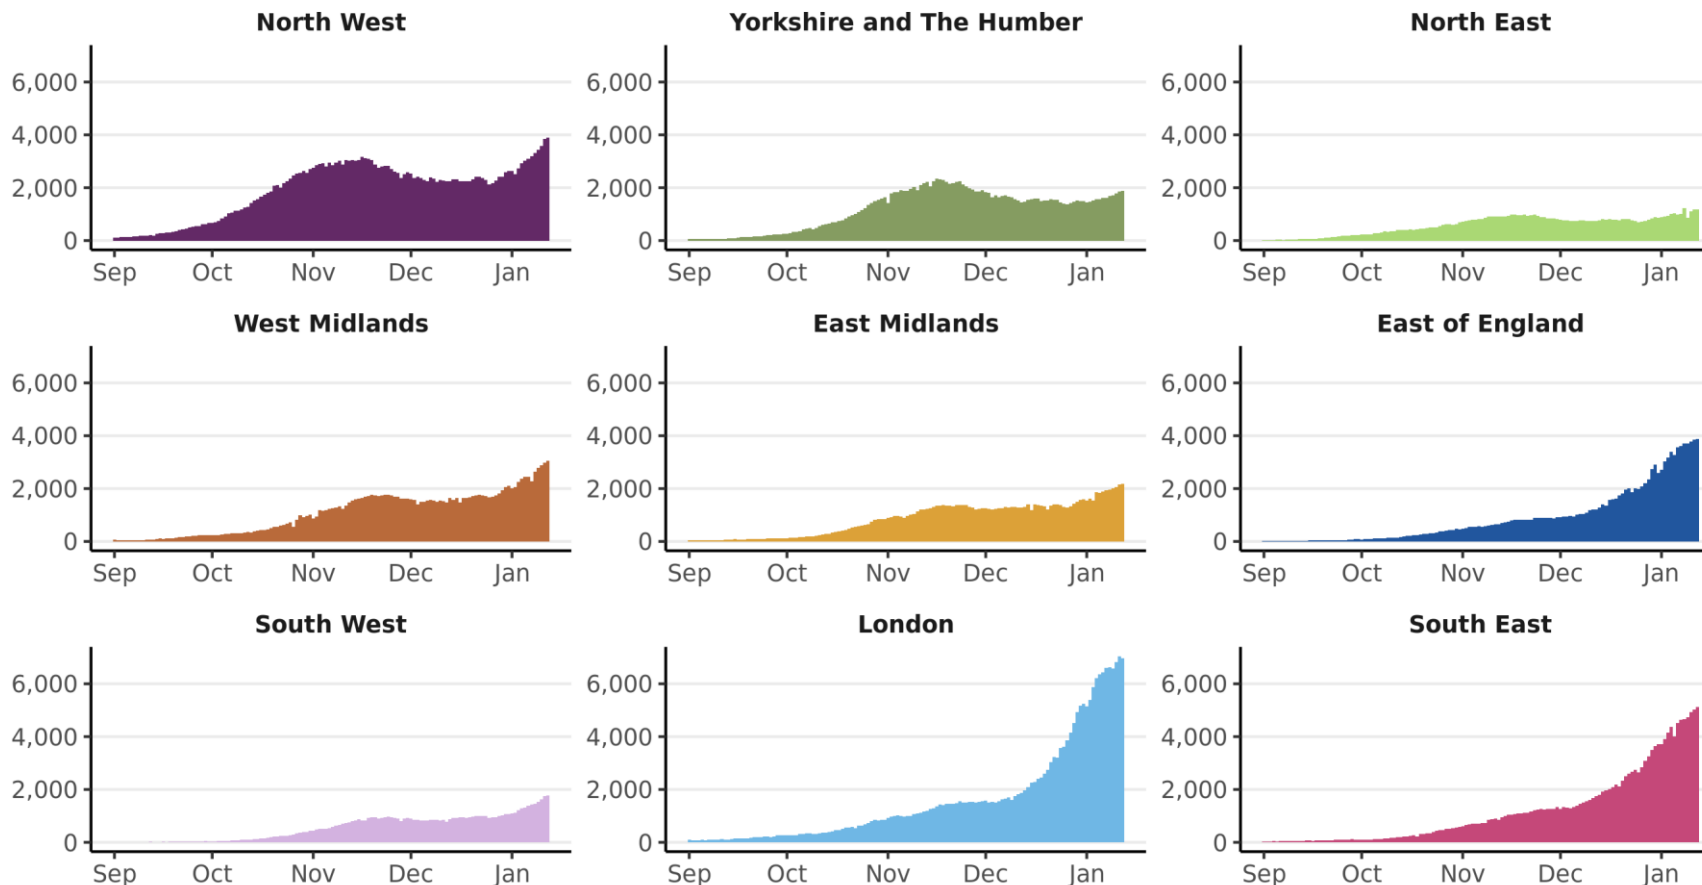 North West
Yorkshire and The Humber
North East
6,000
4,000
2,000
0
6,000
4,000
2,000
0
6,000
4,000
2,000
0
Sep Oct Nov Dec Jan
Sep Oct Nov Dec Jan
Sep Oct Nov Dec Jan
West Midlands
East Midlands
East of England
6,000
4,000
2,000
0
6,000
4,000
2,000
0
6,000
4,000
2,000
0
Sep Oct Nov Dec Jan
Sep Oct Nov Dec Jan
Sep Oct Nov Dec Jan
South West
London
South East
6,000
4,000
2,000
0
6,000
4,000
2,000
0
6,000
4,000
2,000
0
Sep Oct Nov Dec Jan
Sep Oct Nov Dec Jan
Sep Oct Nov Dec Jan